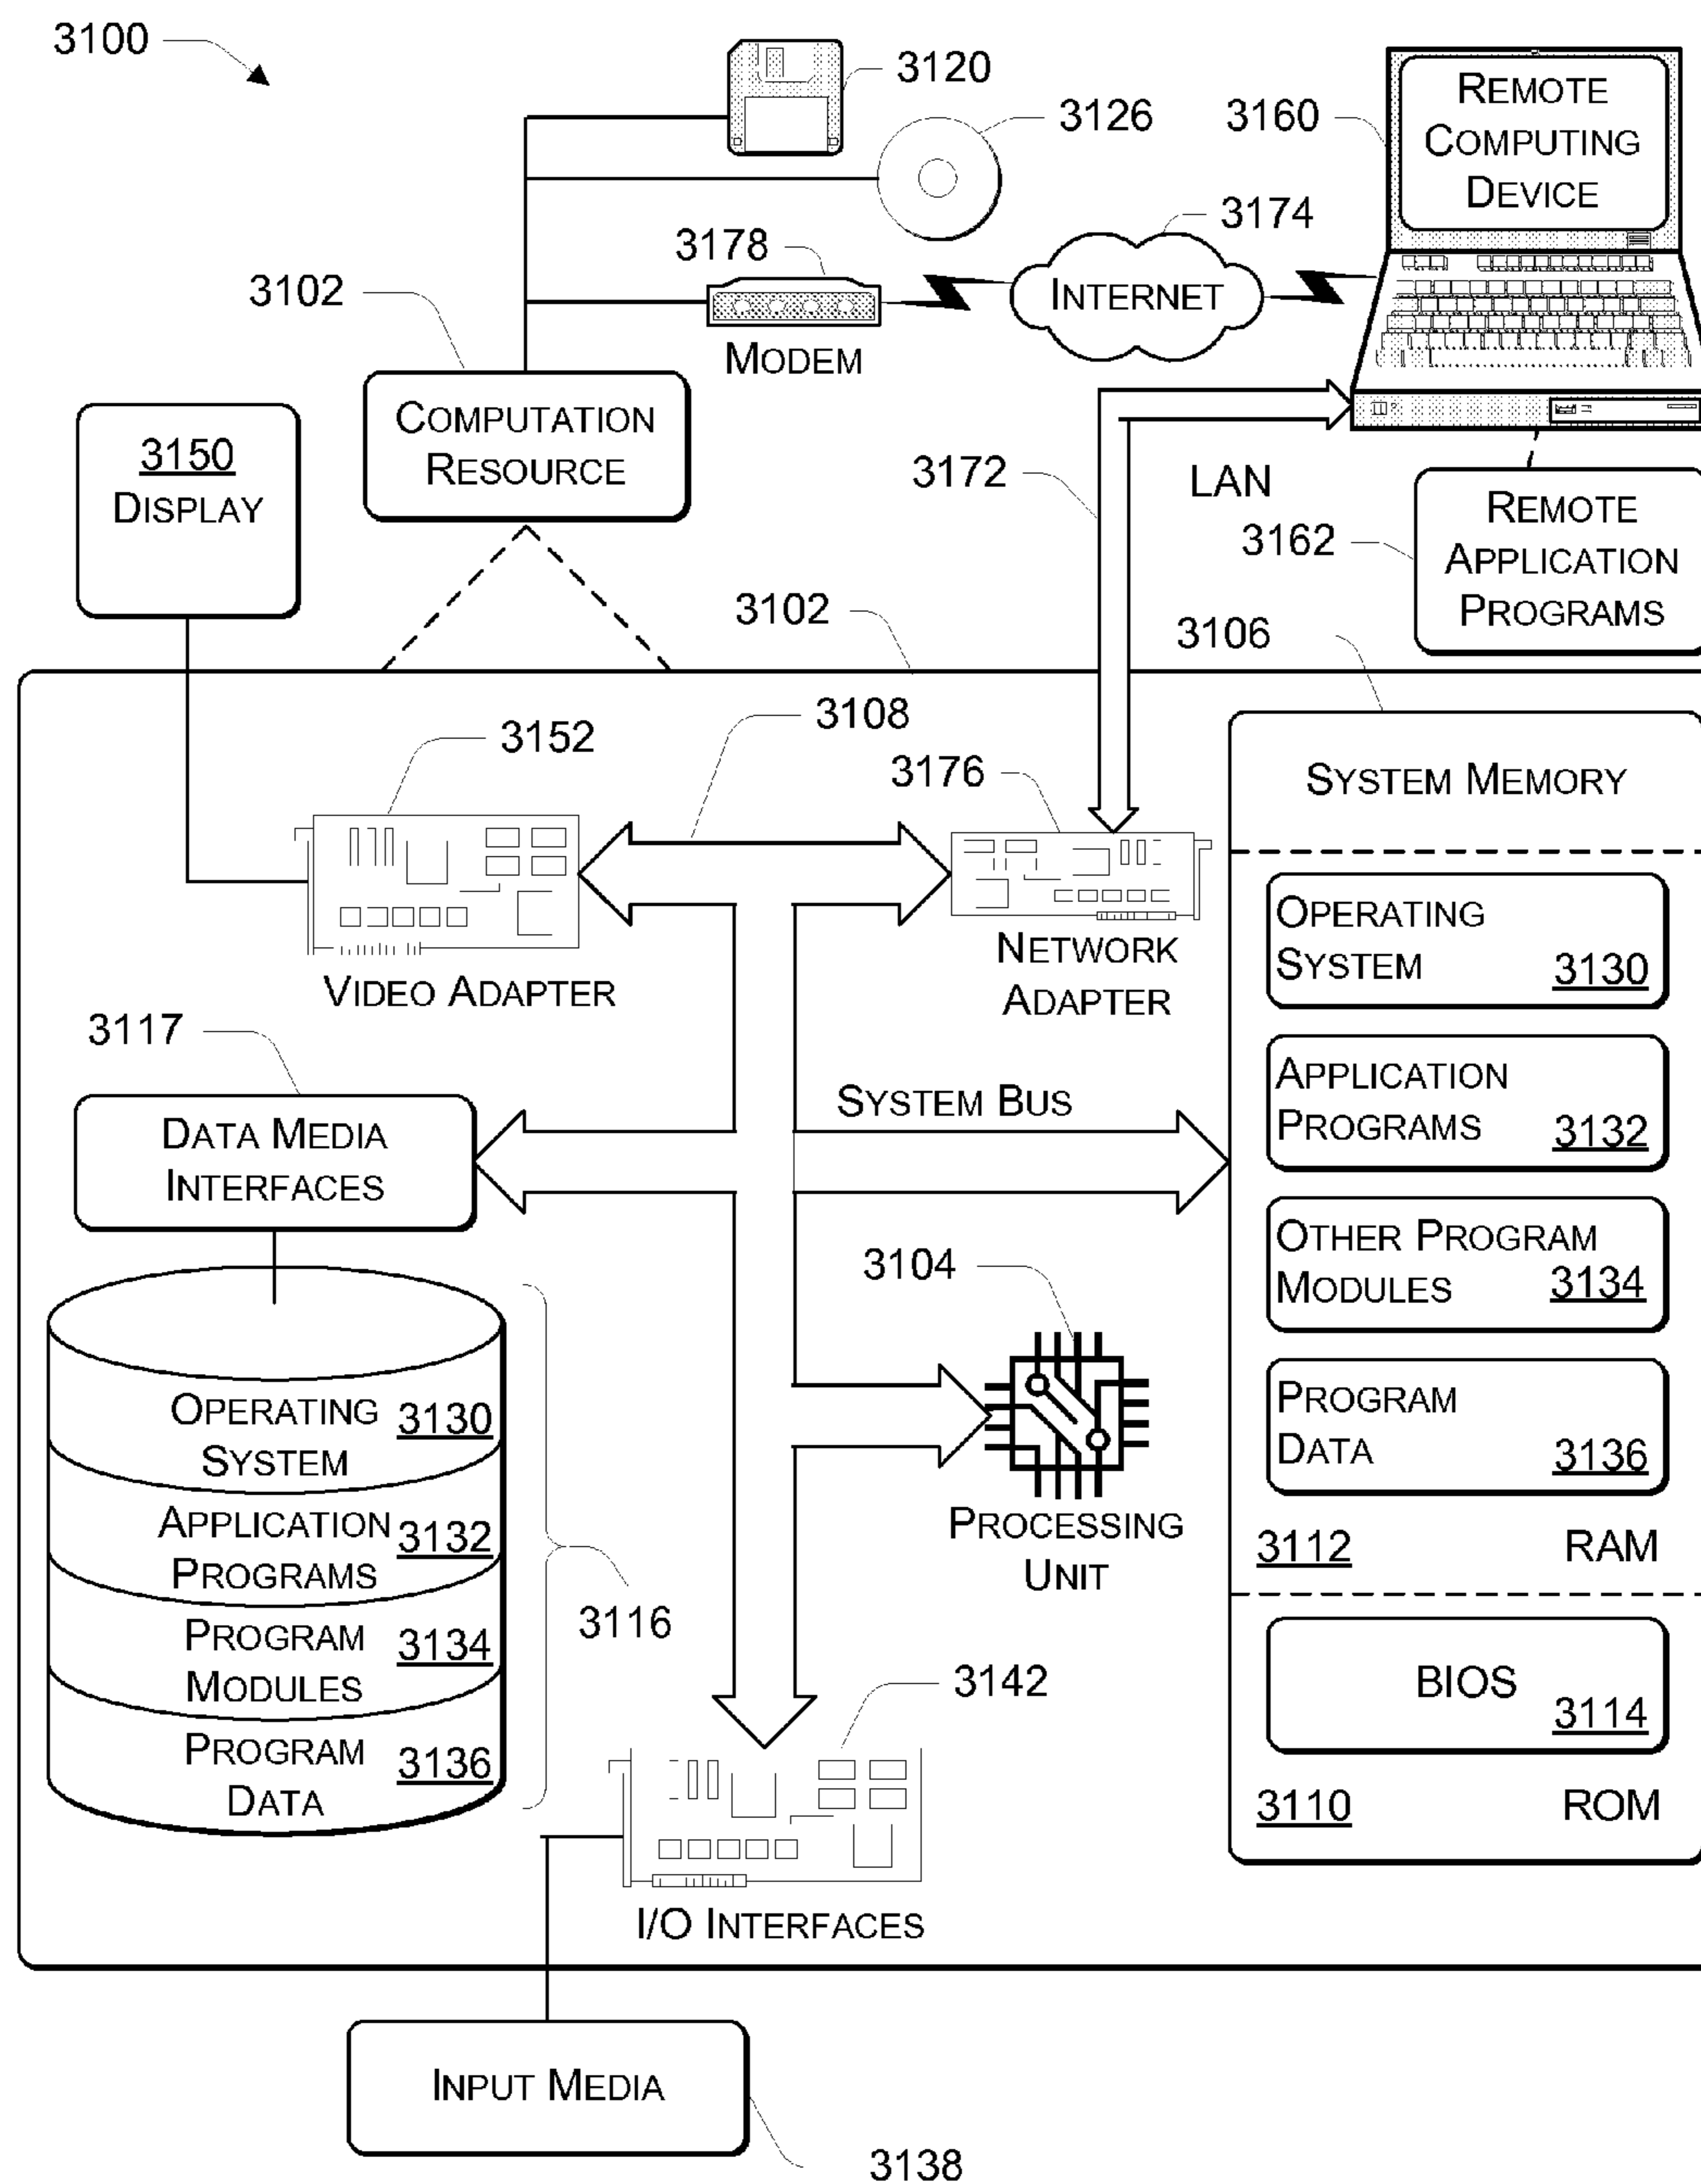 3100
3120
3126
3160
REMOTE
COMPUTING
DEVICE
3174
3178
INTERNET
3102
MODEM
COMPUTATION
RESOURCE
3150
DISPLAY
3172
LAN
3162
REMOTE
APPLICATION
PROGRAMS
3102
3106
3108
3152
3176
SYSTEM MEMORY
VIDEO ADAPTER
NETWORK
ADAPTER
OPERATING
SYSTEM 3130
3117
DATA MEDIA
INTERFACES
SYSTEM BUS
APPLICATION
PROGRAMS 3132
OTHER PROGRAM
MODULES 3134
3104
PROCESSING
UNIT
PROGRAM
DATA 3136
3112 RAM
OPERATING 3130
SYSTEM
APPLICATION 3132
PROGRAMS
PROGRAM 3134
MODULES
PROGRAM 3136
DATA
3116
3142
BIOS
3114
3110 ROM
I/O INTERFACES
INPUT MEDIA
3138